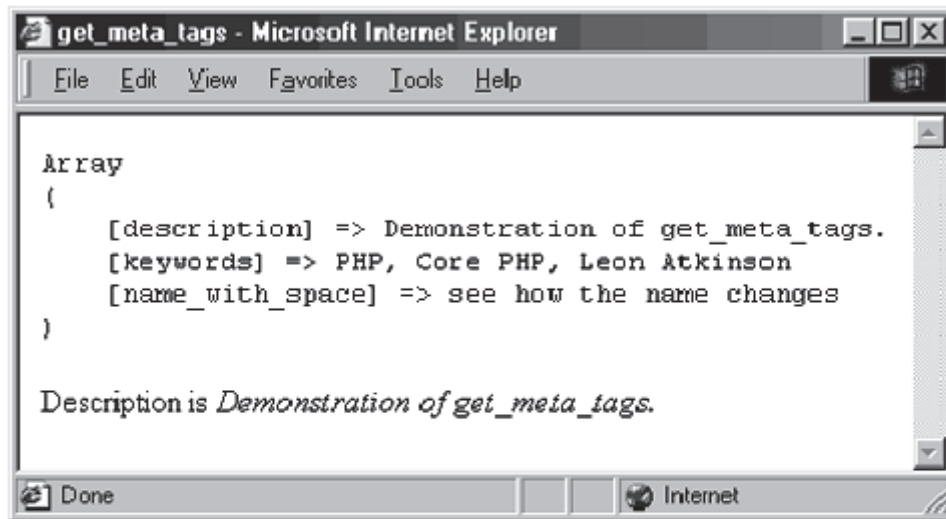 get_meta_tags - Microsoft Internet Explorer
File Edit View Favorites Tools Help
Array
(
[description] => Demonstration of get_meta_tags.
[keywords] => PHP, Core PHP, Leon Atkinson
[name_with_space] => see how the name changes
)
Description is Demonstration of get_meta_tags.
Done Internet